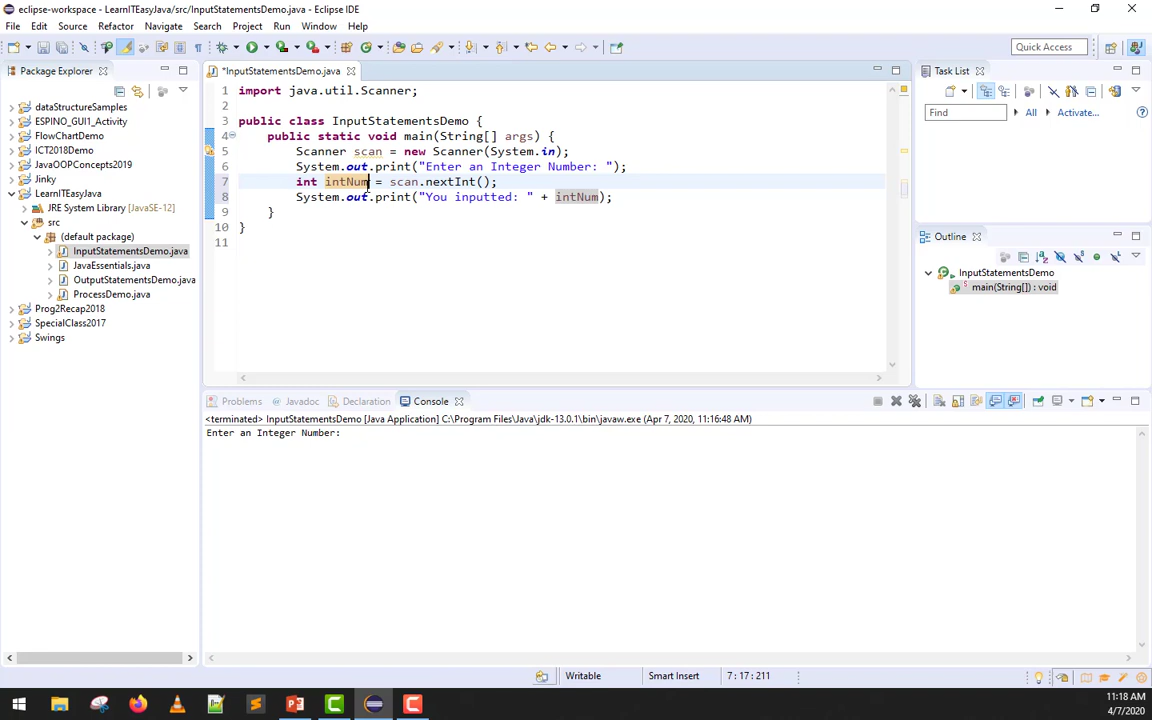 eclipse-workspace - LearnITEasyJava/src/InputStatementsDemo.java - Eclipse IDE
File Edit Source Refactor Navigate Search Project Run Window Help
Quick Access
Package Explorer
dataStructureSamples
ESPINO_GUI1_Activity
FlowChartDemo
ICT2018Demo
JavaOOPConcepts2019
Jinky
LearnITEasyJava
JRE System Library [JavaSE-12]
src
(default package)
InputStatementsDemo.java
JavaEssentials.java
OutputStatementsDemo.java
ProcessDemo.java
Prog2Recap2018
SpecialClass2017
Swings
*InputStatementsDemo.java
1 import java.util.Scanner;
2
3 public class InputStatementsDemo {
4 public static void main(String[] args) {
5 Scanner scan = new Scanner(System.in);
6 System.out.print("Enter an Integer Number: ");
7 int intNum = scan.nextInt();
8 System.out.print("You inputted: " + intNum);
9 }
10 }
11
Task List
Find All Activate...
Outline
InputStatementsDemo
main(String[]) : void
Problems Javadoc Declaration Console
<terminated> InputStatementsDemo [Java Application] C:\Program Files\Java\jdk-13.0.1\bin\javaw.exe (Apr 7, 2020, 11:16:48 AM)
Enter an Integer Number:
Writable Smart Insert 7 : 17 : 211
11:18 AM
4/7/2020